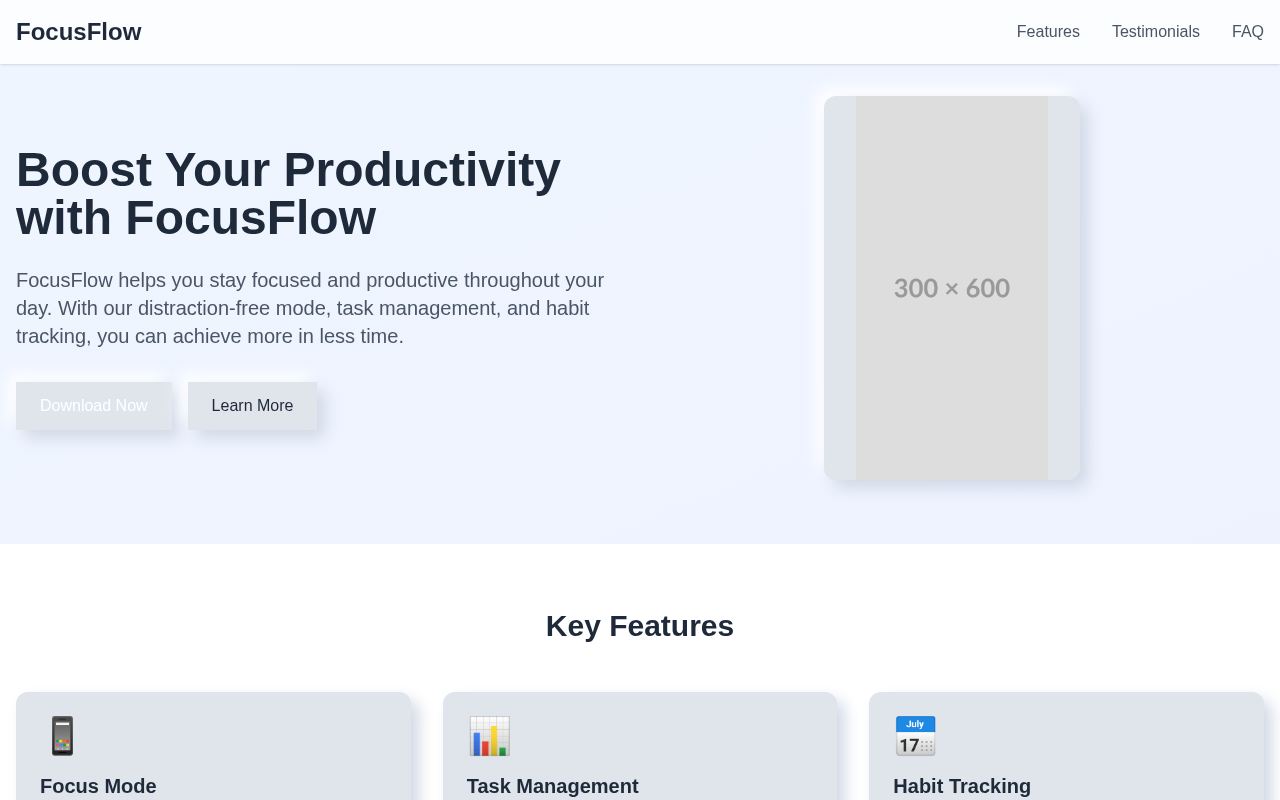 FocusFlow
Features
Testimonials
FAQ
Boost Your Productivity
with FocusFlow
FocusFlow helps you stay focused and productive throughout your
day. With our distraction-free mode, task management, and habit
tracking, you can achieve more in less time.
Download Now
Learn More
300 × 600
Key Features
July
17
Focus Mode
Task Management
Habit Tracking